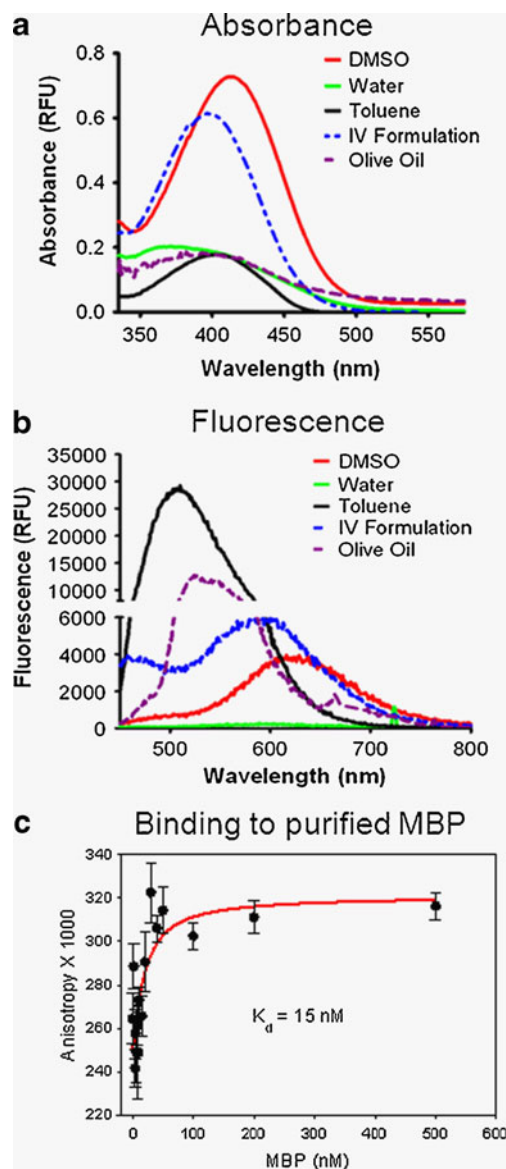 a
Absorbance
Absorbance (RFU)
0.8
0.6
0.4
0.2
0.0
DMSO
Water
Toluene
IV Formulation
Olive Oil
350 400 450 500 550
Wavelength (nm)
b
Fluorescence
Fluorescence (RFU)
35000
30000
25000
20000
15000
10000
6000
4000
2000
0
DMSO
Water
Toluene
IV Formulation
Olive Oil
500 600 700 800
Wavelength (nm)
c
Binding to purified MBP
Anisotropy X 1000
340
320
300
280
260
240
220
Kd = 15 nM
0 100 200 300 400 500 600
MBP (nM)